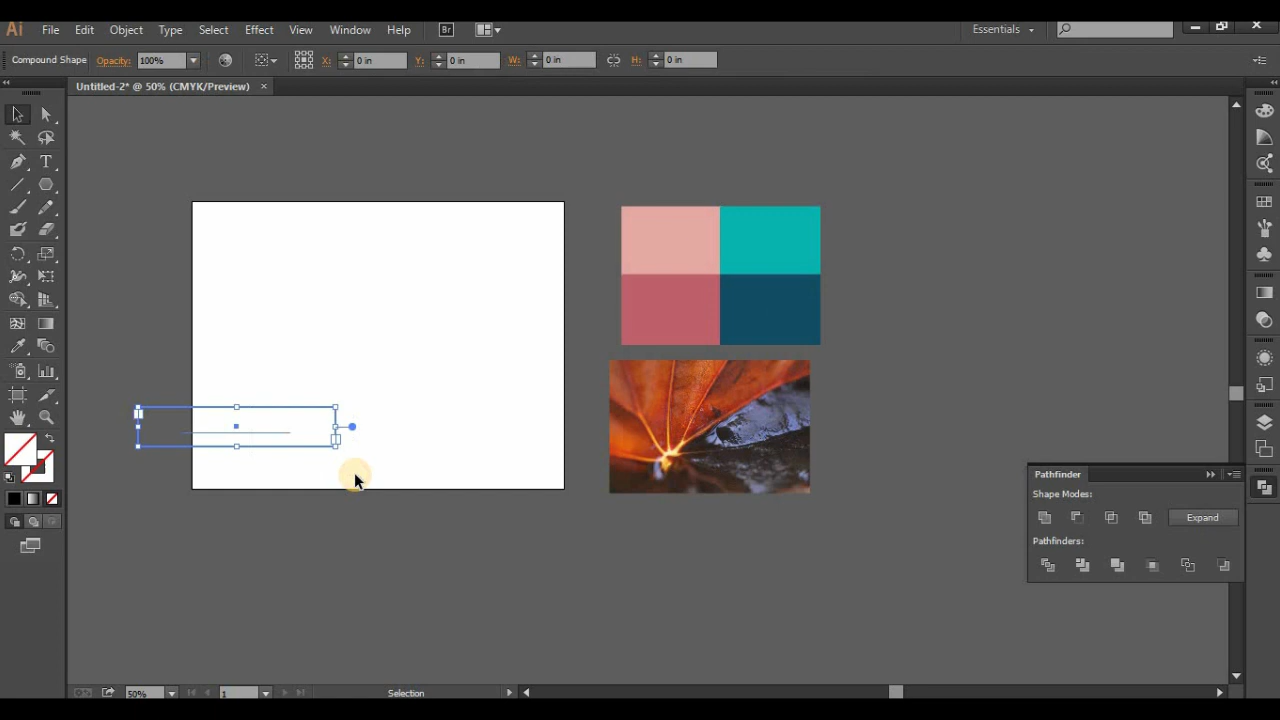 Ai File Edit Object Type Select Effect View Window Help Br Essentials
Compound Shape Opacity: 100% X: 0 in Y: 0 in W: 0 in H: 0 in
Untitled-2* @ 50% (CMYK/Preview)
Pathfinder
Shape Modes:
Expand
Pathfinders:
50% 1 Selection